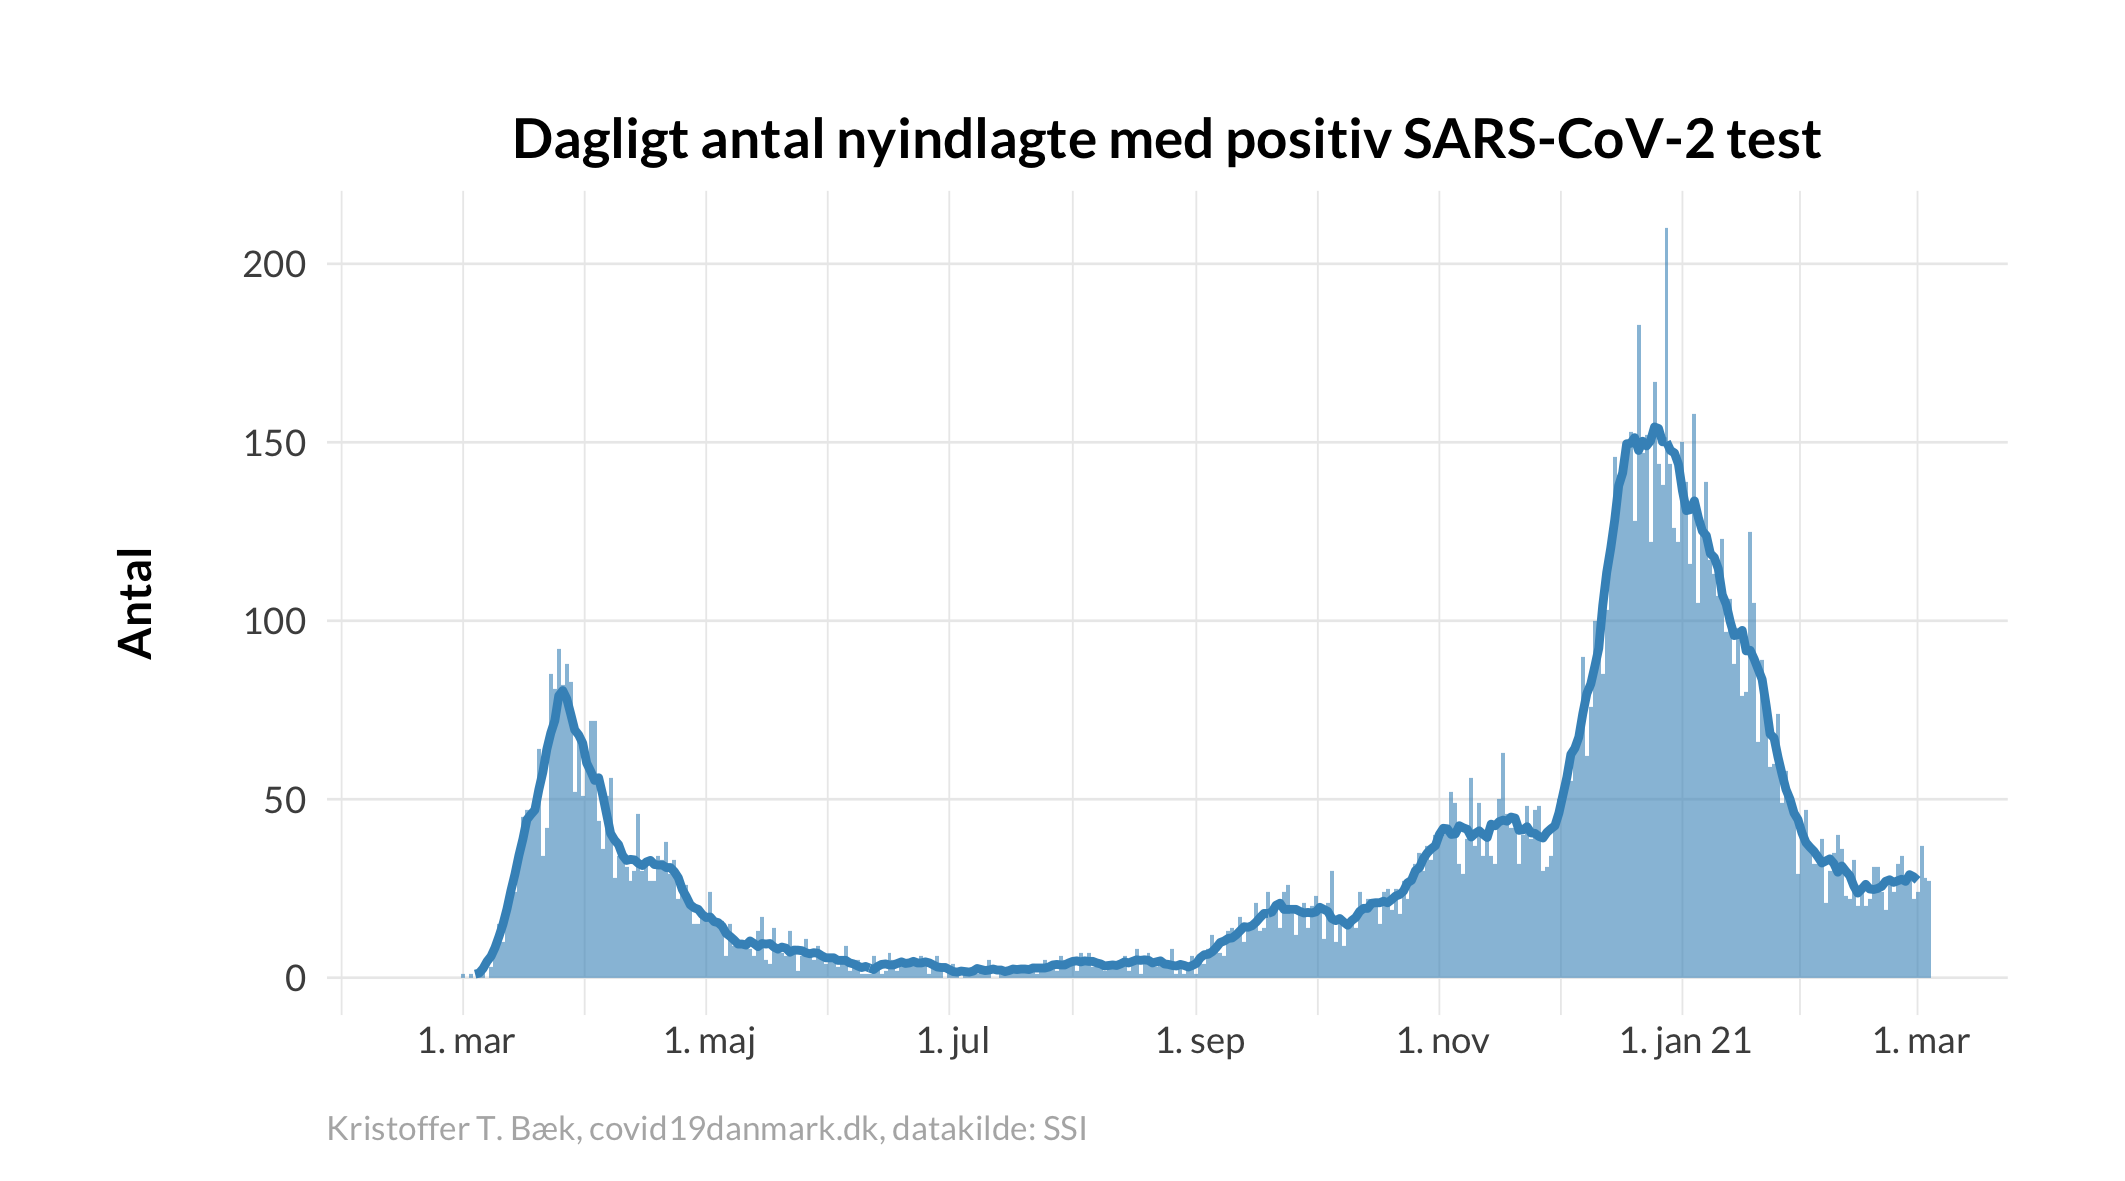 Dagligt antal nyindlagte med positiv SARS-CoV-2 test
Antal
200
150
100
50
0
1. mar 1. maj 1. jul 1. sep 1. nov 1. jan 21 1. mar
Kristoffer T. Bæk, covid19danmark.dk, datakilde: SSI